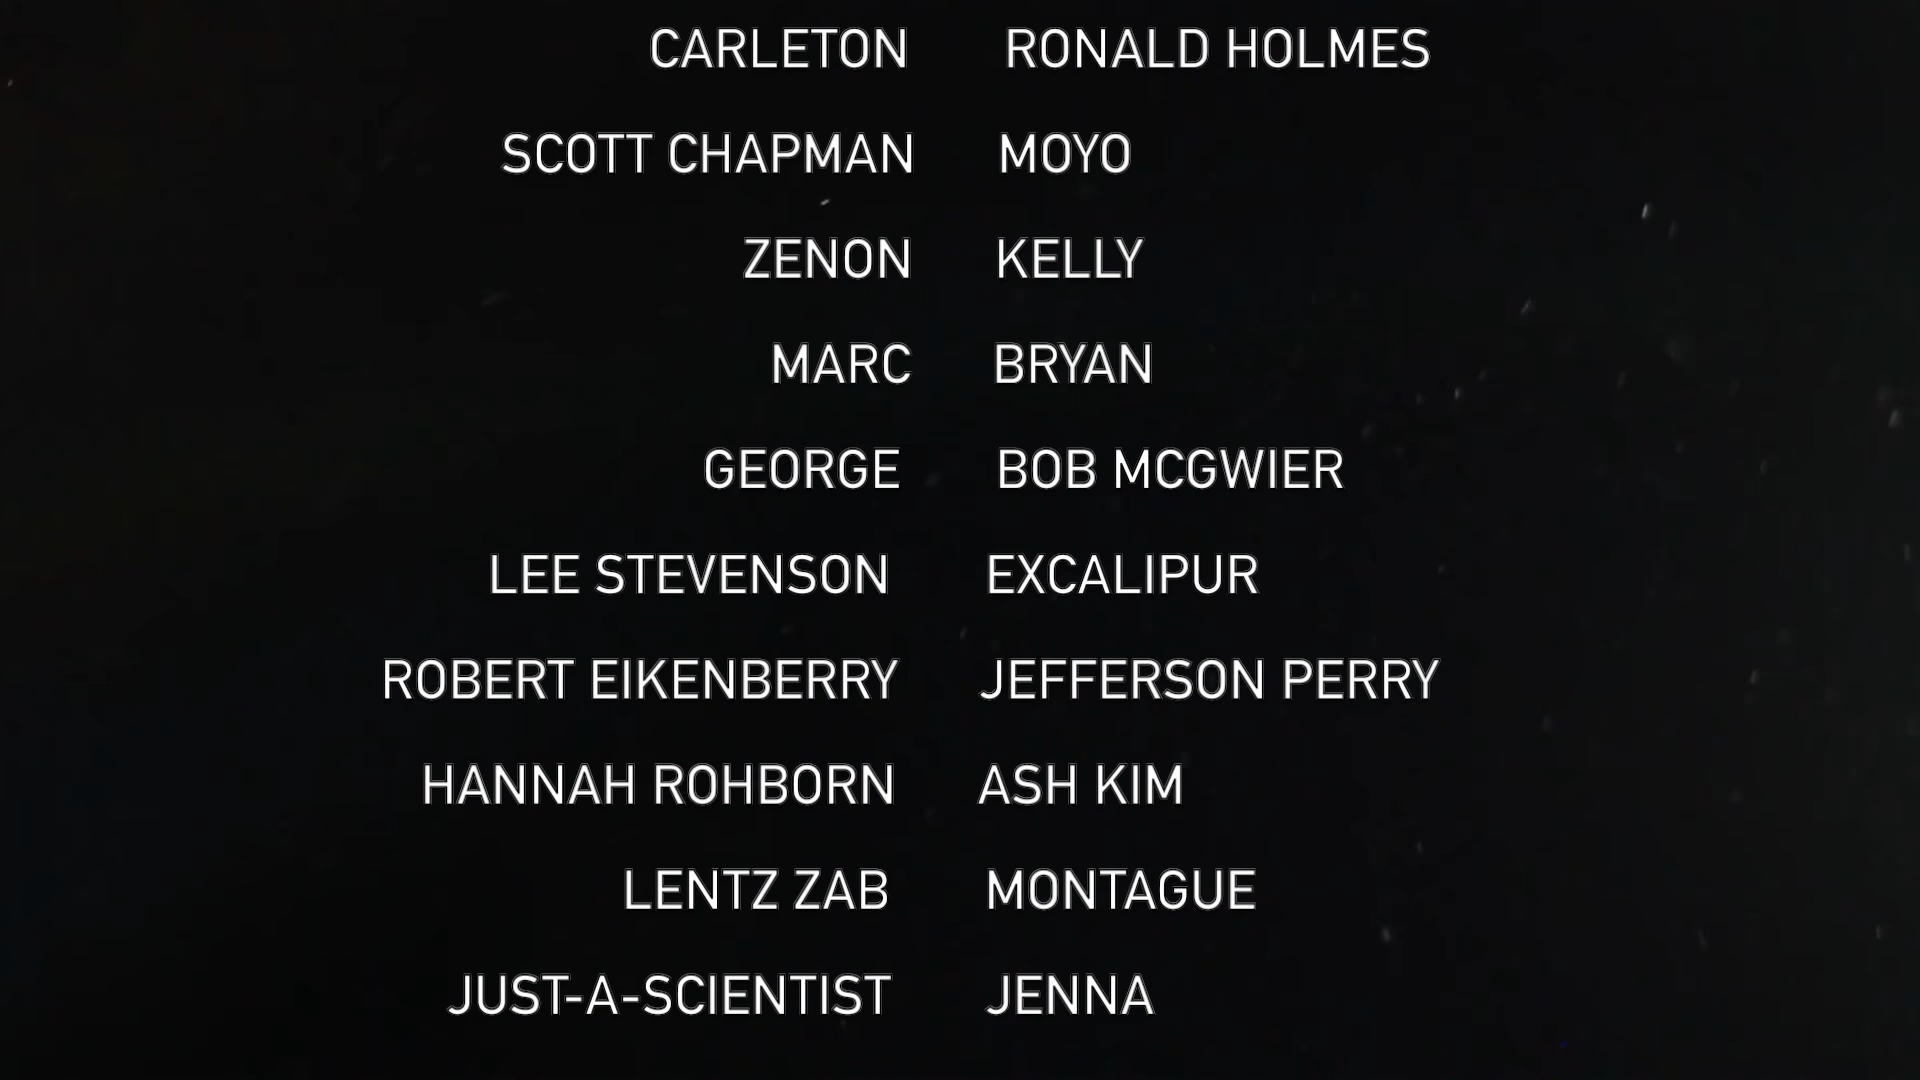 CARLETON RONALD HOLMES
SCOTT CHAPMAN MOYO
ZENON KELLY
MARC BRYAN
GEORGE BOB MCGWIER
LEE STEVENSON EXCALIPUR
ROBERT EIKENBERRY JEFFERSON PERRY
HANNAH ROHBORN ASH KIM
LENTZ ZAB MONTAGUE
JUST-A-SCIENTIST JENNA